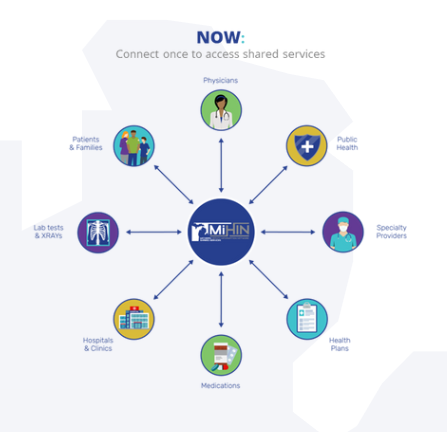 NOW:
Connect once to access shared services
Physicians
Patients
& Families
Public
Health
Lab tests
& XRAYs
MiHIN
Specialty
Providers
Hospitals
& Clinics
Health
Plans
Medications